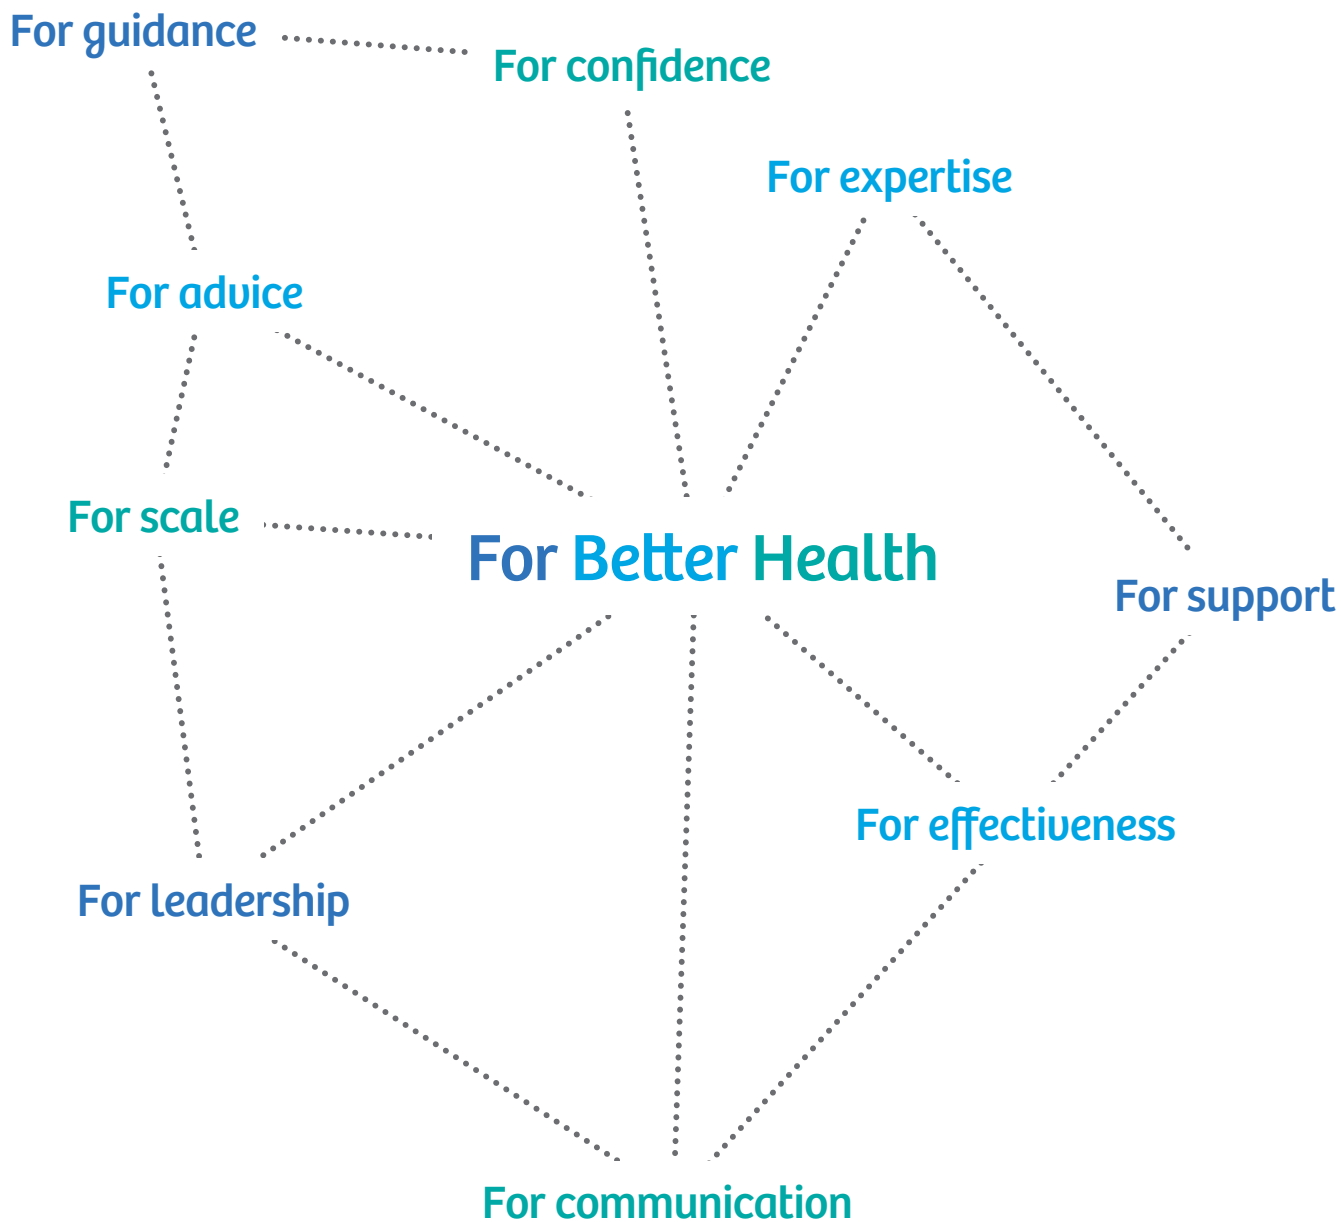 For guidance
For confidence
For expertise
For advice
For scale
For Better Health
For support
For effectiveness
For leadership
For communication